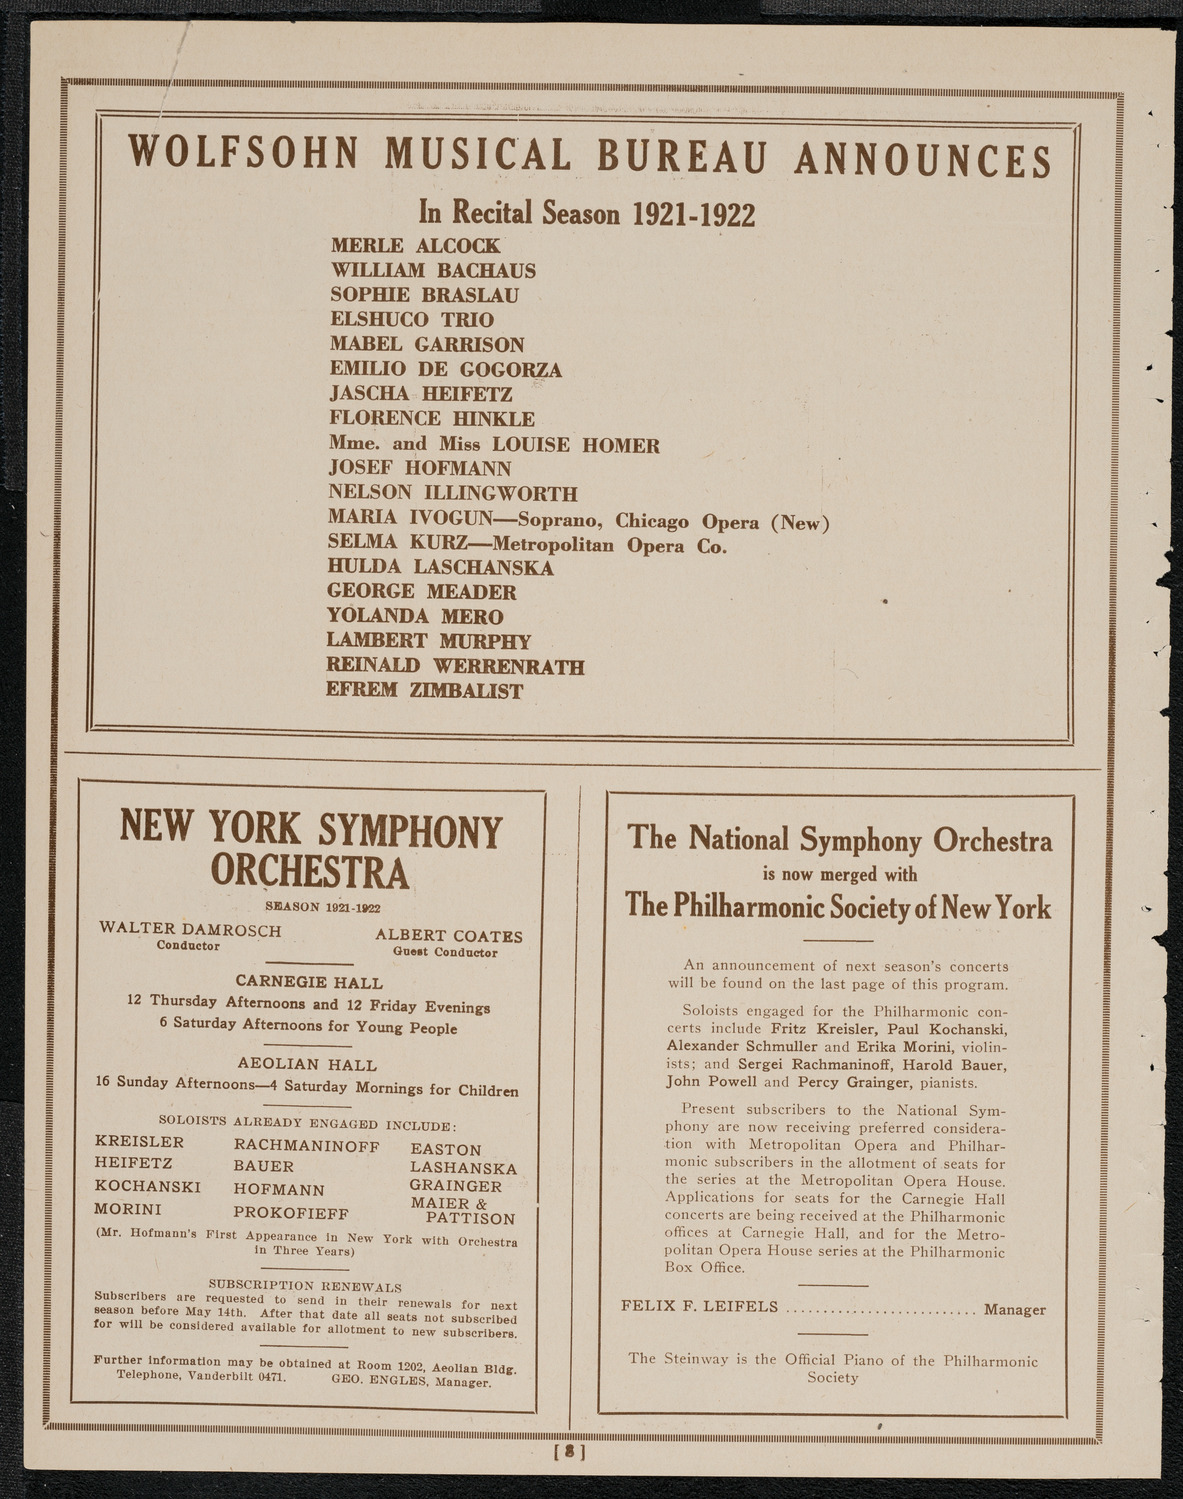 WOLFSOHN MUSICAL BUREAU ANNOUNCES
In Recital Season 1921-1922
MERLE ALCOCK
WILLIAM BACHAUS
SOPHIE BRASLAU
ELSHUCO TRIO
MABEL GARRISON
EMILIO DE GOGORZA
JASCHA HEIFETZ
FLORENCE HINKLE
Mme. and Miss LOUISE HOMER
JOSEF HOFMANN
NELSON ILLINGWORTH
MARIA IVOGUN—Soprano, Chicago Opera (New)
SELMA KURZ—Metropolitan Opera Co.
HULDA LASCHANSKA
GEORGE MEADER
YOLANDA MERO
LAMBERT MURPHY
REINALD WERRENRATH
EFREM ZIMBALIST
NEW YORK SYMPHONY
ORCHESTRA
SEASON 1921-1922
WALTER DAMROSCH ALBERT COATES
Conductor Guest Conductor
CARNEGIE HALL
12 Thursday Afternoons and 12 Friday Evenings
6 Saturday Afternoons for Young People
AEOLIAN HALL
16 Sunday Afternoons—4 Saturday Mornings for Children
SOLOISTS ALREADY ENGAGED INCLUDE:
KREISLER RACHMANINOFF EASTON
HEIFETZ BAUER LASHANSKA
KOCHANSKI HOFMANN GRAINGER
MORINI PROKOFIEFF MAIER &
PATTISON
(Mr. Hofmann's First Appearance in New York with Orchestra
in Three Years)
SUBSCRIPTION RENEWALS
Subscribers are requested to send in their renewals for next
season before May 14th. After that date all seats not subscribed
for will be considered available for allotment to new subscribers.
Further information may be obtained at Room 1202, Aeolian Bldg.
Telephone, Vanderbilt 0471. GEO. ENGLES, Manager.
The National Symphony Orchestra
is now merged with
The Philharmonic Society of New York
An announcement of next season's concerts
will be found on the last page of this program.
Soloists engaged for the Philharmonic con-
certs include Fritz Kreisler, Paul Kochanski,
Alexander Schmuller and Erika Morini, violin-
ists; and Sergei Rachmaninoff, Harold Bauer,
John Powell and Percy Grainger, pianists.
Present subscribers to the National Sym-
phony are now receiving preferred considera-
tion with Metropolitan Opera and Philhar-
monic subscribers in the allotment of seats for
the series at the Metropolitan Opera House.
Applications for seats for the Carnegie Hall
concerts are being received at the Philharmonic
offices at Carnegie Hall, and for the Metro-
politan Opera House series at the Philharmonic
Box Office.
FELIX F. LEIFELS .......................... Manager
The Steinway is the Official Piano of the Philharmonic
Society
[ 8 ]